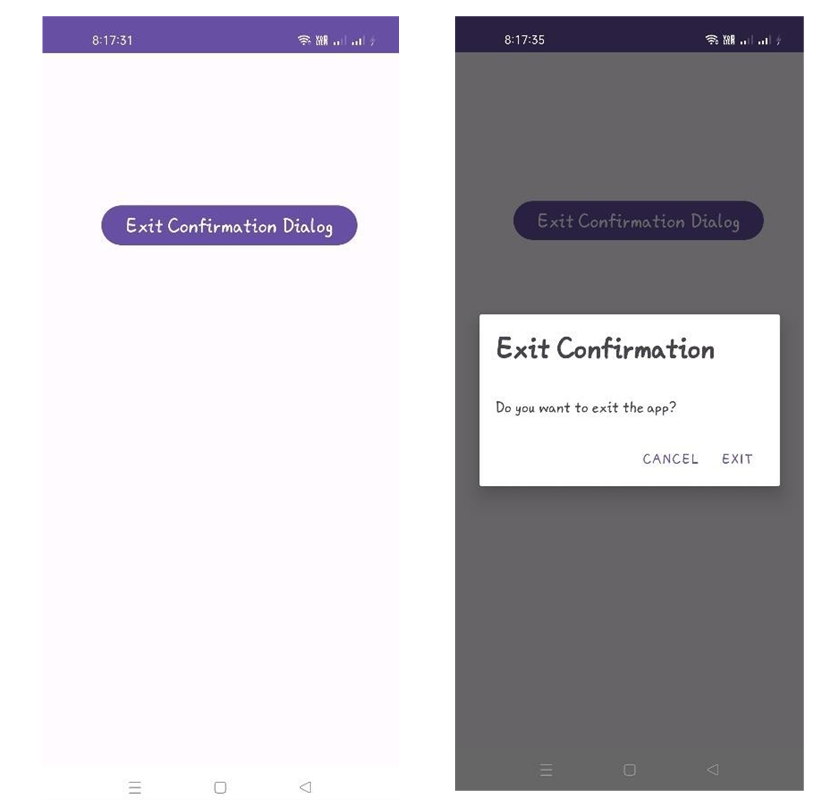 8:17:31
Exit Confirmation Dialog
8:17:35
Exit Confirmation Dialog
Exit Confirmation
Do you want to exit the app?
CANCEL EXIT